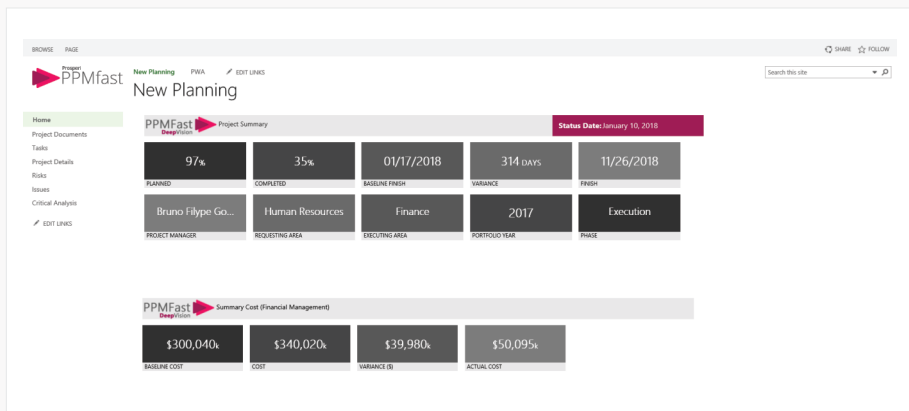 BROWSE PAGE
SHARE FOLLOW
Prosperi
PPMfast
New Planning PWA EDIT LINKS
Search this site
New Planning
Home
Project Documents
Tasks
Project Details
Risks
Issues
Critical Analysis
EDIT LINKS
PPMFast
DeepVision
Project Summary
Status Date:January 10, 2018
97% 35% 01/17/2018 314 DAYS 11/26/2018
PLANNED COMPLETED BASELINE FINISH VARIANCE FINISH
Bruno Filype Go... Human Resources Finance 2017 Execution
PROJECT MANAGER REQUESTING AREA EXECUTING AREA PORTFOLIO YEAR PHASE
PPMFast
DeepVision
Summary Cost (Financial Management)
$300,040k $340,020k $39,980k $50,095k
BASELINE COST COST VARIANCE ($) ACTUAL COST